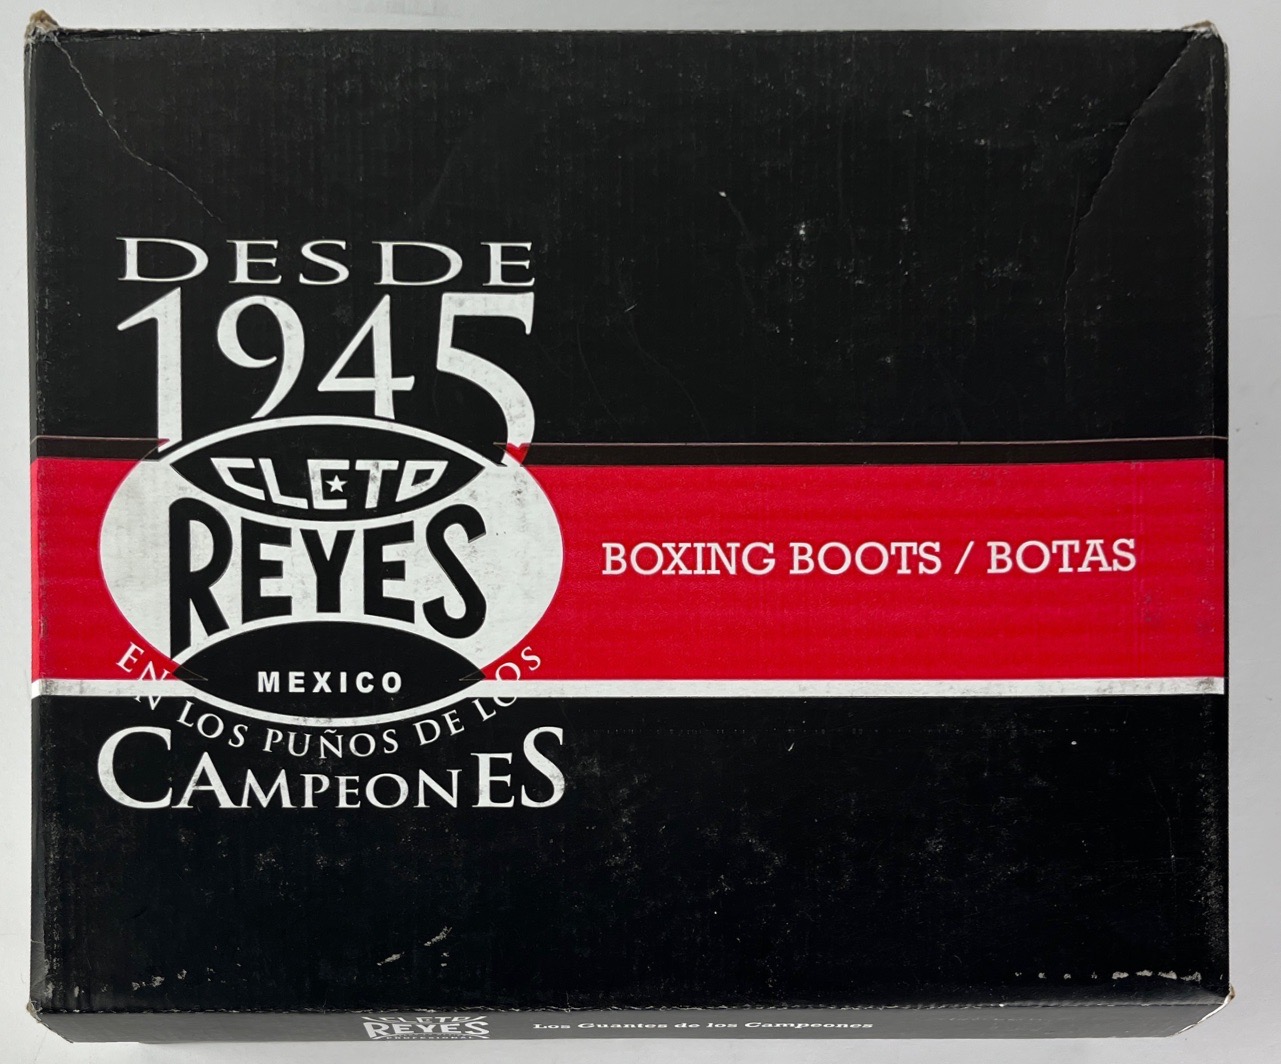 DESDE
1945
CLETO
REYES
MEXICO
EN LOS PUÑOS DE LOS
CAMPEONES
BOXING BOOTS / BOTAS
CLETO
REYES
PROFESIONAL
Los Guantes de los Campeones